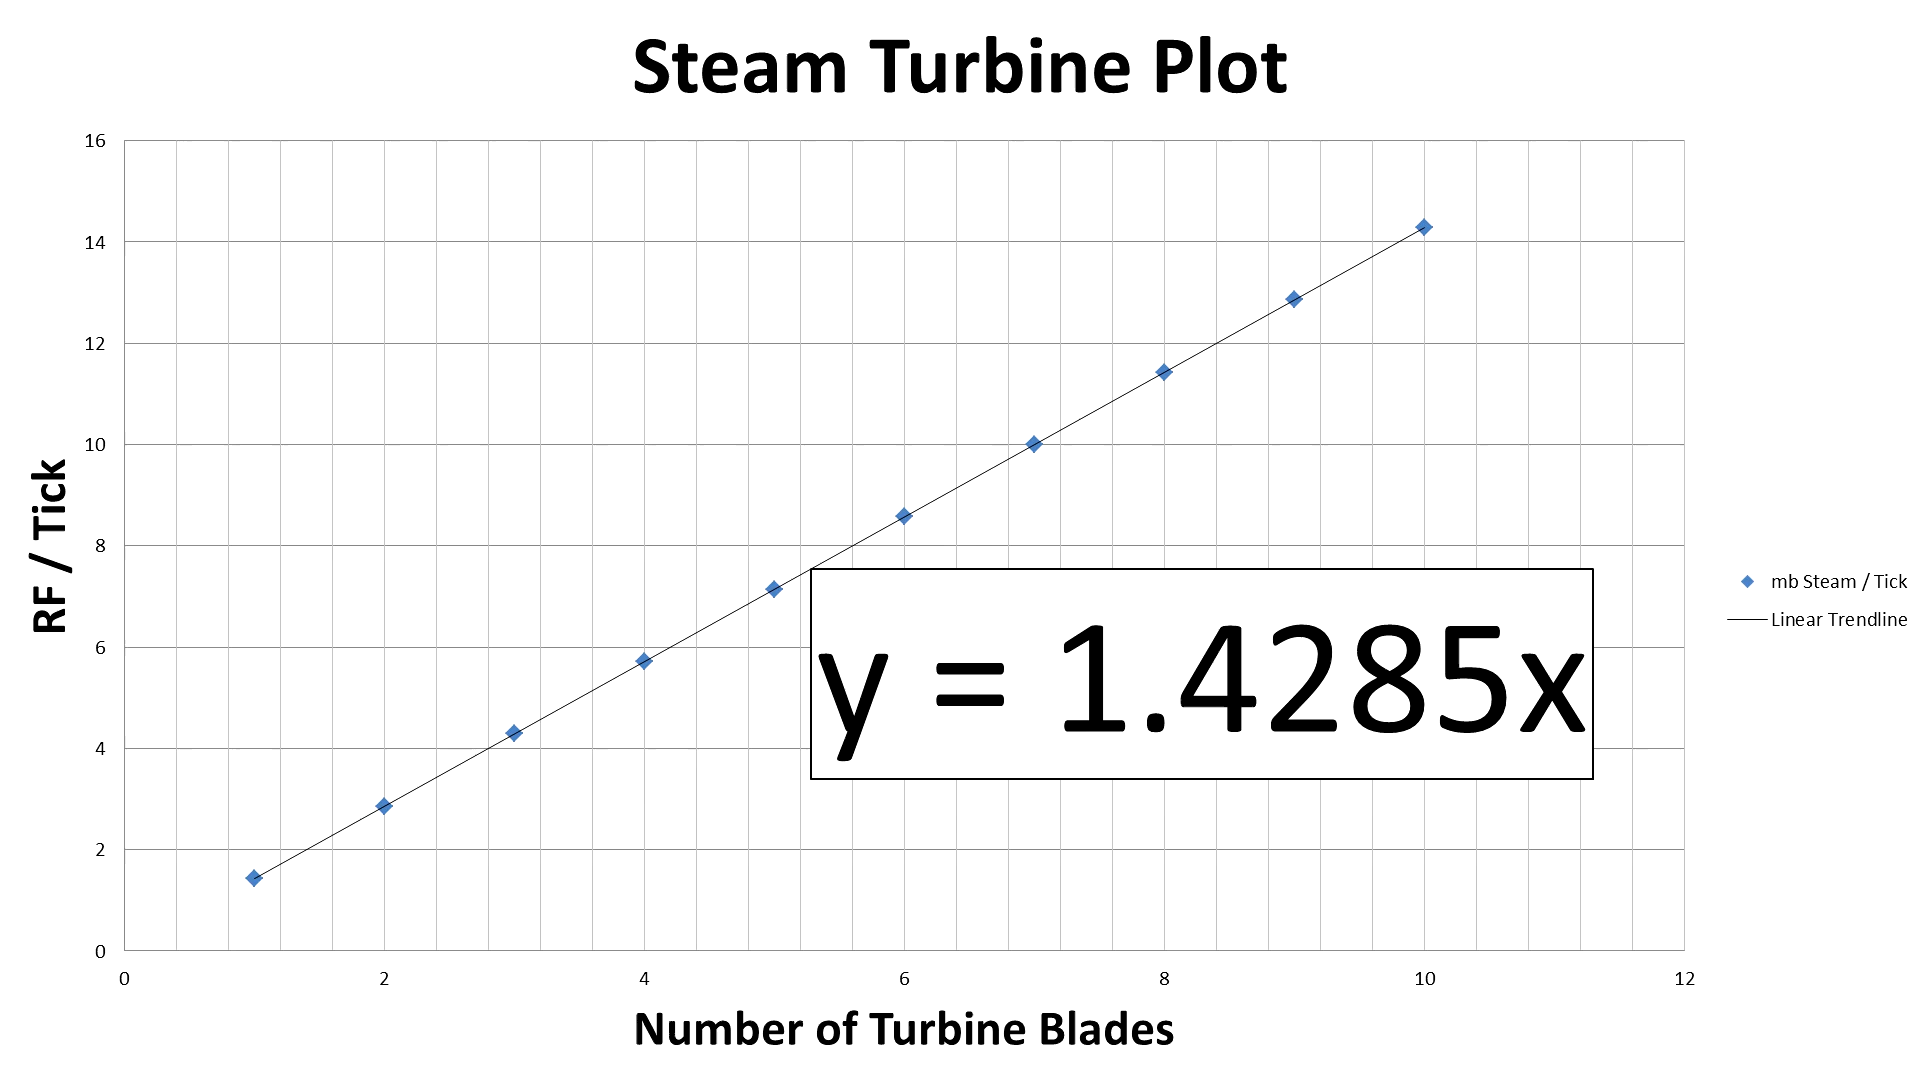 Steam Turbine Plot
16
14
12
10
8
6
4
2
0
RF / Tick
y = 1.4285x
mb Steam / Tick
Linear Trendline
0 2 4 6 8 10 12
Number of Turbine Blades